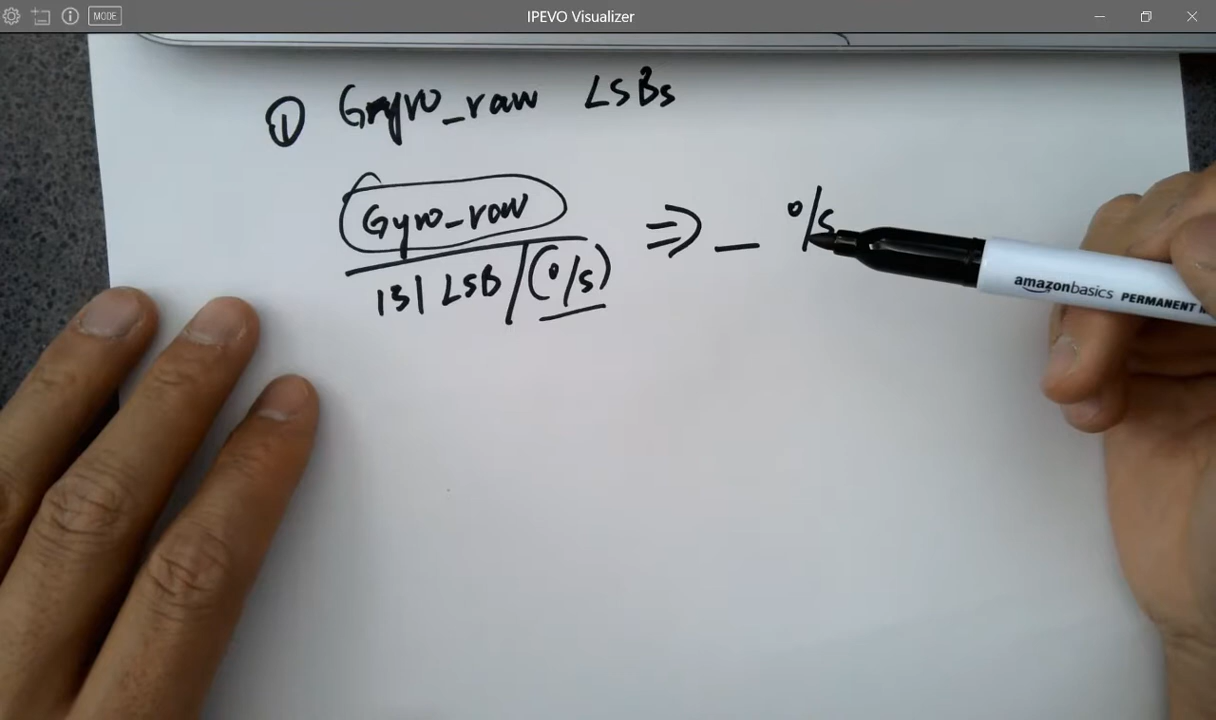 IPEVO Visualizer
MODE
① Gyro_raw LSBs
Gyro_raw
131 LSB/(°/s)
⇒ _ °/s
amazonbasics PERMANENT